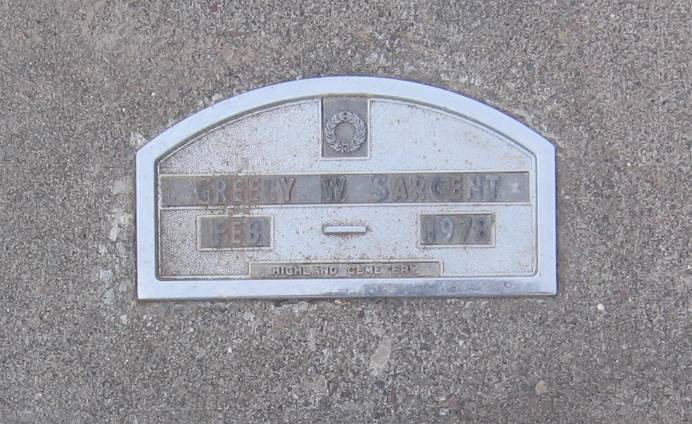 GREELY W SARGENT
FEB — 1978
HIGHLAND CEMETERY